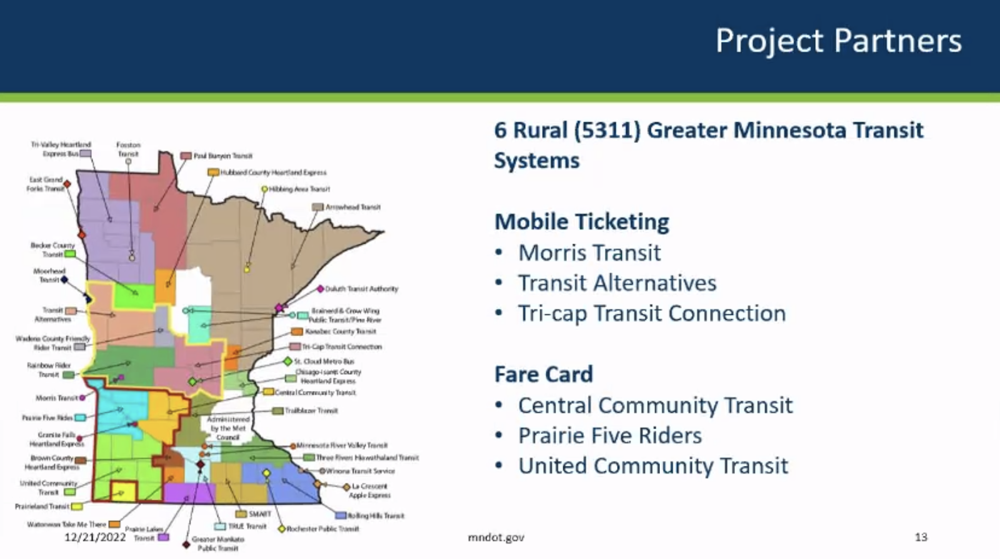 Project Partners
6 Rural (5311) Greater Minnesota Transit
Systems
Mobile Ticketing
• Morris Transit
• Transit Alternatives
• Tri-cap Transit Connection
Fare Card
• Central Community Transit
• Prairie Five Riders
• United Community Transit
Tri-Valley Heartland
Express Bus
Fosston
Transit
Paul Bunyan Transit
Hubbard County Heartland Express
East Grand
Forks Transit
Hibbing Area Transit
Arrowhead Transit
Becker County
Transit
Moorhead
Transit
Duluth Transit Authority
Transit
Alternatives
Brainerd & Crow Wing
Public Transit/Pine River
Kanabec County Transit
Wadena County Friendly
Rider Transit
Tri-Cap Transit Connection
St. Cloud Metro Bus
Rainbow Rider
Transit
Chisago-Isanti County
Heartland Express
Central Community Transit
Morris Transit
Trailblazer Transit
Prairie Five Rides
Administered
by the Met
Council
Granite Falls
Heartland Express
Minnesota River Valley Transit
Brown County
Heartland Express
Three Rivers Hiawathaland Transit
Winona Transit Service
United Community
Transit
La Crescent
Apple Express
Prairieland Transit
SMART
Rolling Hills Transit
Watonwan Take Me There
Prairie Lakes
Transit
TRUE Transit
Rochester Public Transit
Greater Mankato
Public Transit
12/21/2022
mndot.gov
13